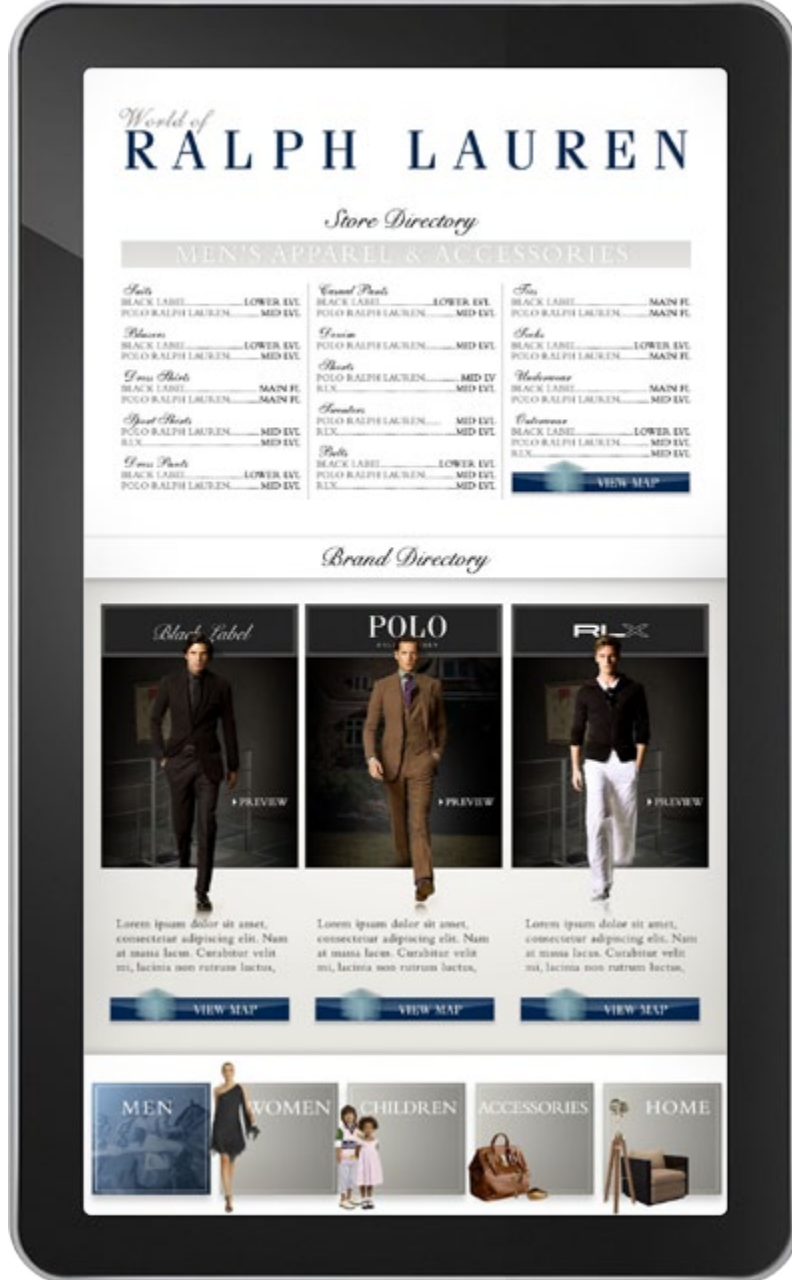 World of
RALPH LAUREN
Store Directory
MEN'S APPAREL & ACCESSORIES
Suits
BLACK LABEL LOWER LVL
POLO RALPH LAUREN MID LVL
Blazers
BLACK LABEL LOWER LVL
POLO RALPH LAUREN MID LVL
Dress Shirts
BLACK LABEL MAIN FL
POLO RALPH LAUREN MAIN FL
Sport Shirts
POLO RALPH LAUREN MID LVL
RLX MID LVL
Dress Pants
BLACK LABEL LOWER LVL
POLO RALPH LAUREN MID LVL
Casual Pants
BLACK LABEL LOWER LVL
POLO RALPH LAUREN MID LVL
Denim
POLO RALPH LAUREN MID LVL
Shorts
POLO RALPH LAUREN MID LV
RLX MID LVL
Sweaters
POLO RALPH LAUREN MID LVL
RLX MID LVL
Belts
BLACK LABEL LOWER LVL
POLO RALPH LAUREN MID LVL
RLX MID LVL
Ties
BLACK LABEL MAIN FL
POLO RALPH LAUREN MAIN FL
Socks
BLACK LABEL LOWER LVL
POLO RALPH LAUREN MAIN FL
Underwear
BLACK LABEL MAIN FL
POLO RALPH LAUREN MID LVL
Outerwear
BLACK LABEL LOWER LVL
POLO RALPH LAUREN MID LVL
RLX MID LVL
VIEW MAP
Brand Directory
Black Label
PREVIEW
Lorem ipsum dolor sit amet,
consectetur adipiscing elit. Nam
at massa lacus. Curabitur velit
mi, lacinia non rutrum luctus,
VIEW MAP
POLO
PREVIEW
Lorem ipsum dolor sit amet,
consectetur adipiscing elit. Nam
at massa lacus. Curabitur velit
mi, lacinia non rutrum luctus,
VIEW MAP
RLX
PREVIEW
Lorem ipsum dolor sit amet,
consectetur adipiscing elit. Nam
at massa lacus. Curabitur velit
mi, lacinia non rutrum luctus,
VIEW MAP
MEN
WOMEN
CHILDREN
ACCESSORIES
HOME